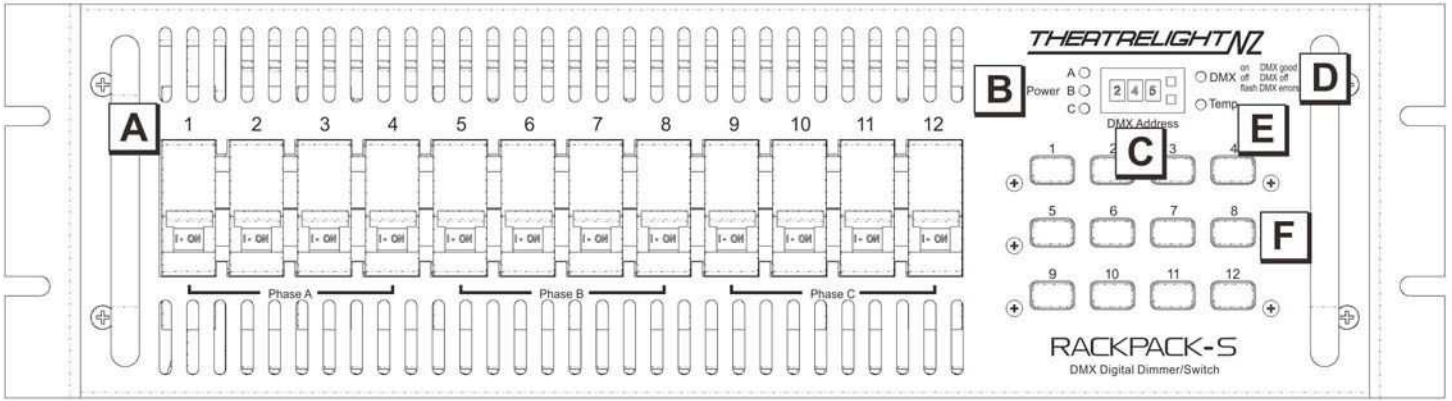 THEATRELIGHT NZ
A
B
C
Power
2 4 5
DMX Address
DMX
on DMX good
off DMX off
flash DMX errors
Temp
A
B
C
D
E
F
1 2 3 4 5 6 7 8 9 10 11 12
I • ON I • ON I • ON I • ON I • ON I • ON I • ON I • ON I • ON I • ON I • ON I • ON
Phase A Phase B Phase C
1 2 3 4
5 6 7 8
9 10 11 12
RACKPACK-S
DMX Digital Dimmer/Switch